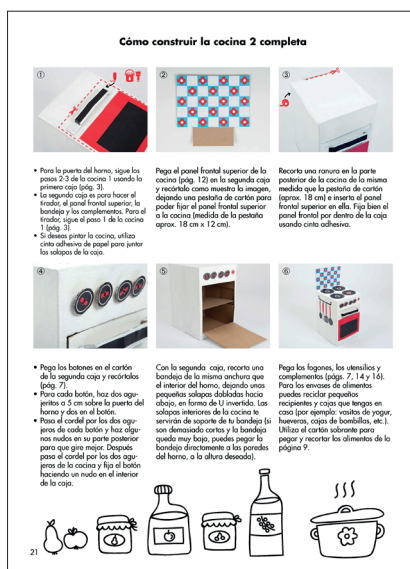 Cómo construir la cocina 2 completa
①
②
③
• Para la puerta del horno, sigue los
pasos 2-3 de la cocina 1 usando la
primera caja (pág. 3).
• La segunda caja es para hacer el
tirador, el panel frontal superior, la
bandeja y los complementos. Para el
tirador, sigue el paso 1 de la cocina
1 (pág. 3).
• Si deseas pintar la cocina, utiliza
cinta adhesiva de papel para juntar
las solapas de la caja.
Pega el panel frontal superior de la
cocina (pág. 12) en la segunda caja
y recórtalo como muestra la imagen,
dejando una pestaña de cartón para
poder fijar el panel frontal superior
a la cocina (medida de la pestaña
aprox. 18 cm x 12 cm).
Recorta una ranura en la parte
posterior de la cocina de la misma
medida que la pestaña de cartón
(aprox. 18 cm) e inserta el panel
frontal superior en ella. Fija bien el
panel frontal por dentro de la caja
usando cinta adhesiva.
④
⑤
⑥
• Pega los botones en el cartón
de la segunda caja y recórtalos
(pág. 7).
• Para cada botón, haz dos agu-
jeritos a 5 cm sobre la puerta del
horno y dos en el botón.
• Pasa el cordel por los dos agu-
jeros de cada botón y haz algu-
nos nudos en su parte posterior
para que gire mejor. Después
pasa el cordel por los dos agu-
jeros de la cocina y fija el botón
haciendo un nudo en el interior
de la caja.
Con la segunda caja, recorta una
bandeja de la misma anchura que
el interior del horno, dejando unas
pequeñas solapas dobladas hacia
abajo, en forma de U invertida. Las
solapas interiores de la cocina te
servirán de soporte de tu bandeja (si
son demasiado cortas y la bandeja
queda muy baja, puedes pegar la
bandeja directamente a las paredes
del horno, a la altura deseada).
Pega los fogones, los utensilios y
complementos (págs. 7, 14 y 16).
Para los envases de alimentos
puedes reciclar pequeños
recipientes y cajas que tengas en
casa (por ejemplo: vasitos de yogur,
hueveras, cajas de bombillas, etc.).
Utiliza el cartón sobrante para
pegar y recortar los alimentos de la
página 9.
21